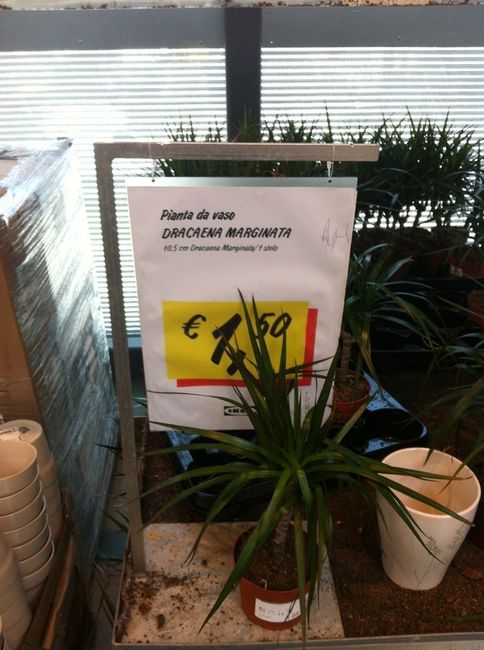 Pianta da vaso
DRACAENA MARGINATA
10.5 cm Dracaena Marginata/1 stelo
€ 1,50